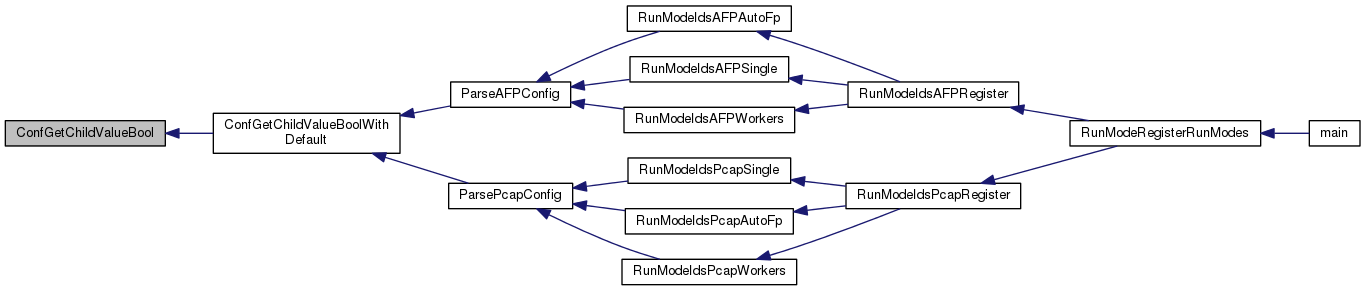 RunModeIdsAFPAutoFp
RunModeIdsAFPSingle
ParseAFPConfig
RunModeIdsAFPRegister
RunModeIdsAFPWorkers
ConfGetChildValueBool
ConfGetChildValueBoolWith
Default
RunModeRegisterRunModes
main
RunModeIdsPcapSingle
ParsePcapConfig
RunModeIdsPcapRegister
RunModeIdsPcapAutoFp
RunModeIdsPcapWorkers